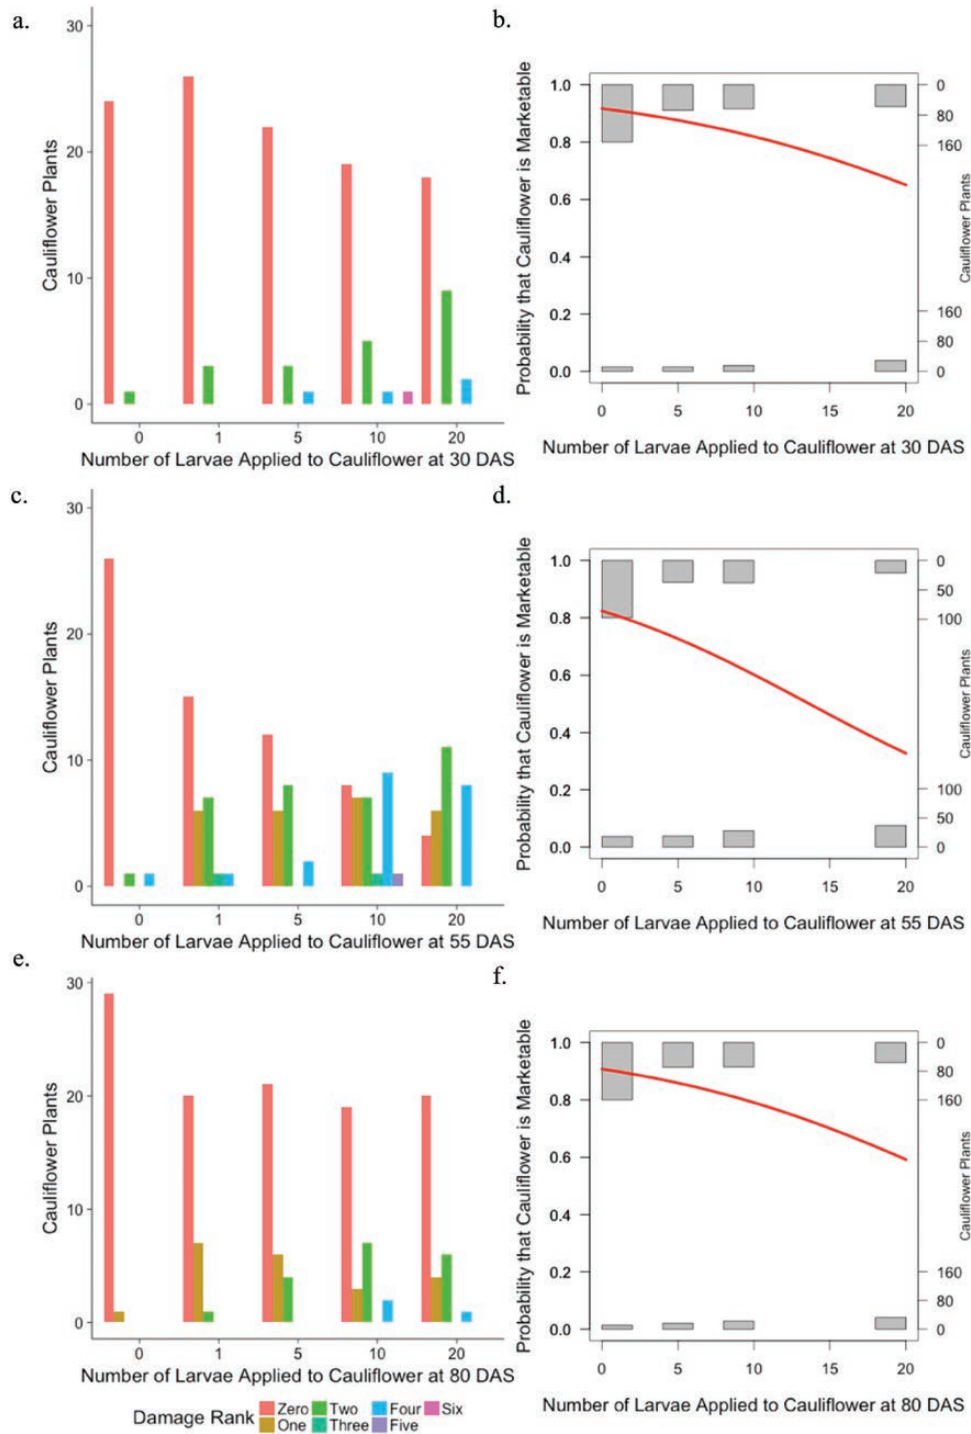 a.
30
20
10
0
Cauliflower Plants
0 1 5 10 20
Number of Larvae Applied to Cauliflower at 30 DAS
b.
1.0
0.8
0.6
0.4
0.2
0.0
Probability that Cauliflower is Marketable
0
80
160
160
80
0
Cauliflower Plants
0 5 10 15 20
Number of Larvae Applied to Cauliflower at 30 DAS
c.
30
20
10
0
Cauliflower Plants
0 1 5 10 20
Number of Larvae Applied to Cauliflower at 55 DAS
d.
1.0
0.8
0.6
0.4
0.2
0.0
Probability that Cauliflower is Marketable
0
50
100
100
50
0
Cauliflower Plants
0 5 10 15 20
Number of Larvae Applied to Cauliflower at 55 DAS
e.
30
20
10
0
Cauliflower Plants
0 1 5 10 20
Number of Larvae Applied to Cauliflower at 80 DAS
f.
1.0
0.8
0.6
0.4
0.2
0.0
Probability that Cauliflower is Marketable
0
80
160
160
80
0
Cauliflower Plants
0 5 10 15 20
Number of Larvae Applied to Cauliflower at 80 DAS
Damage Rank
Zero Two Four Six
One Three Five